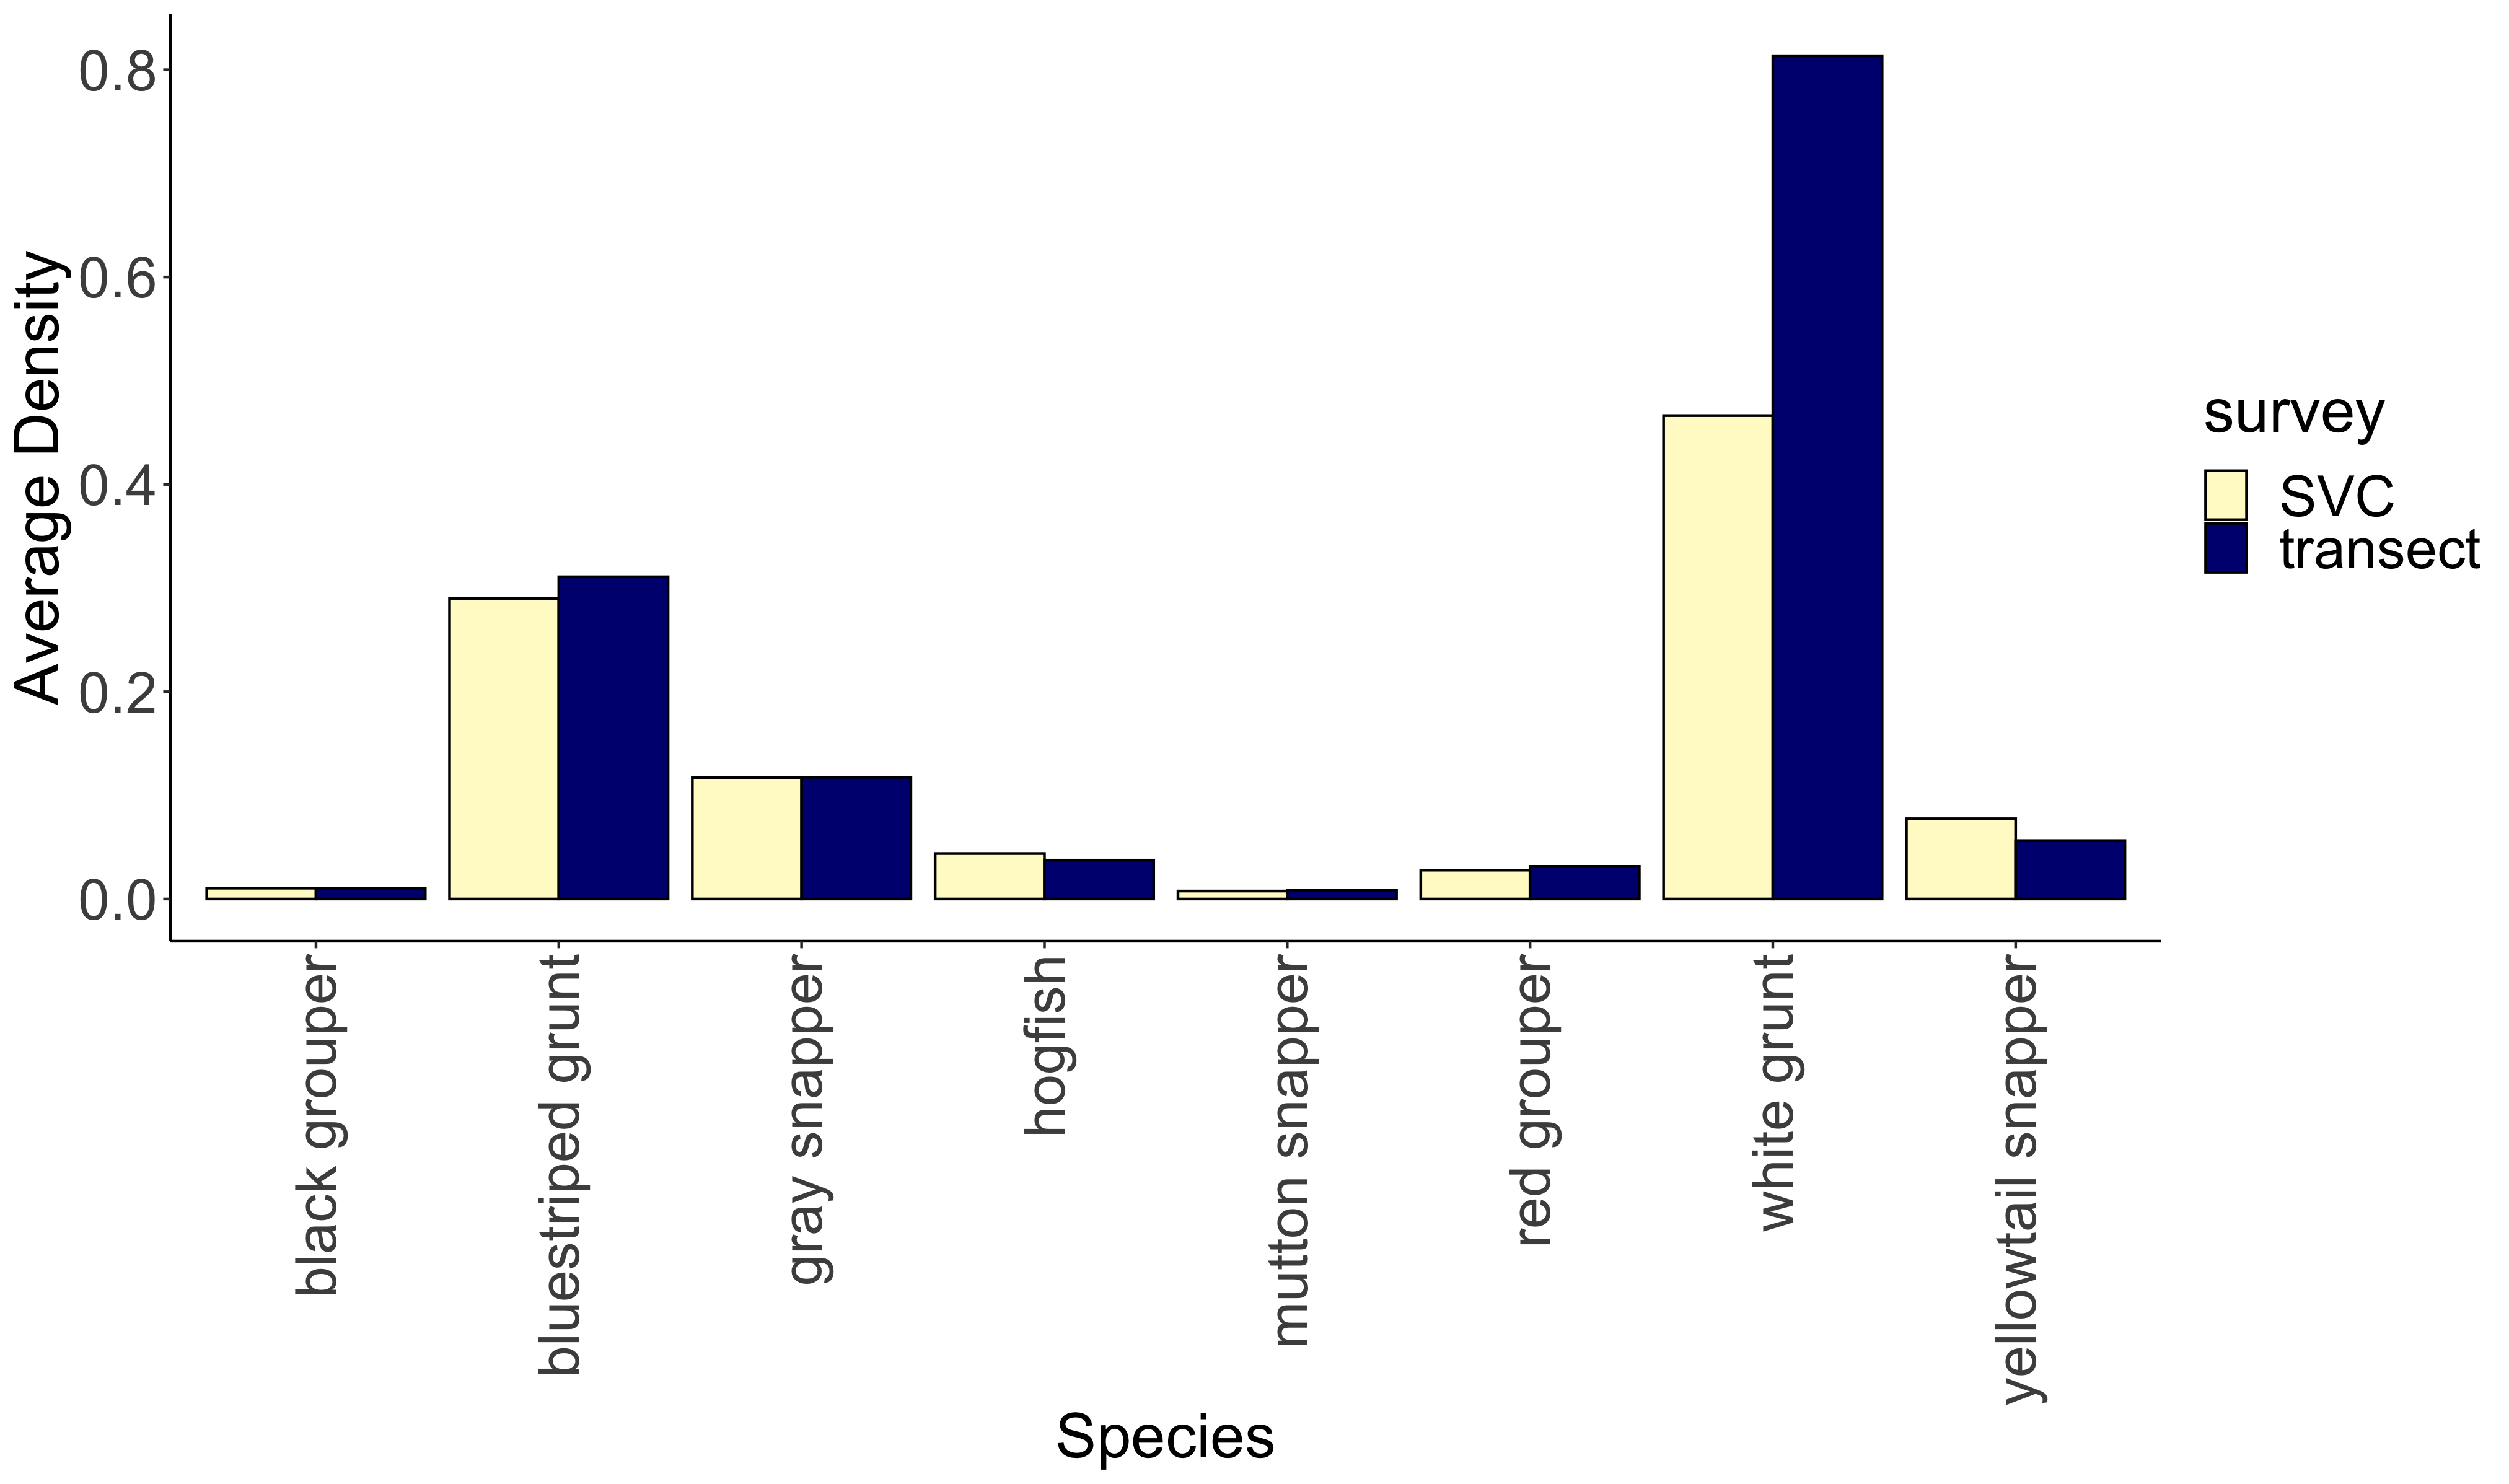 Average Density
0.8
0.6
0.4
0.2
0.0
black grouper
bluestriped grunt
gray snapper
hogfish
mutton snapper
red grouper
white grunt
yellowtail snapper
Species
survey
SVC
transect